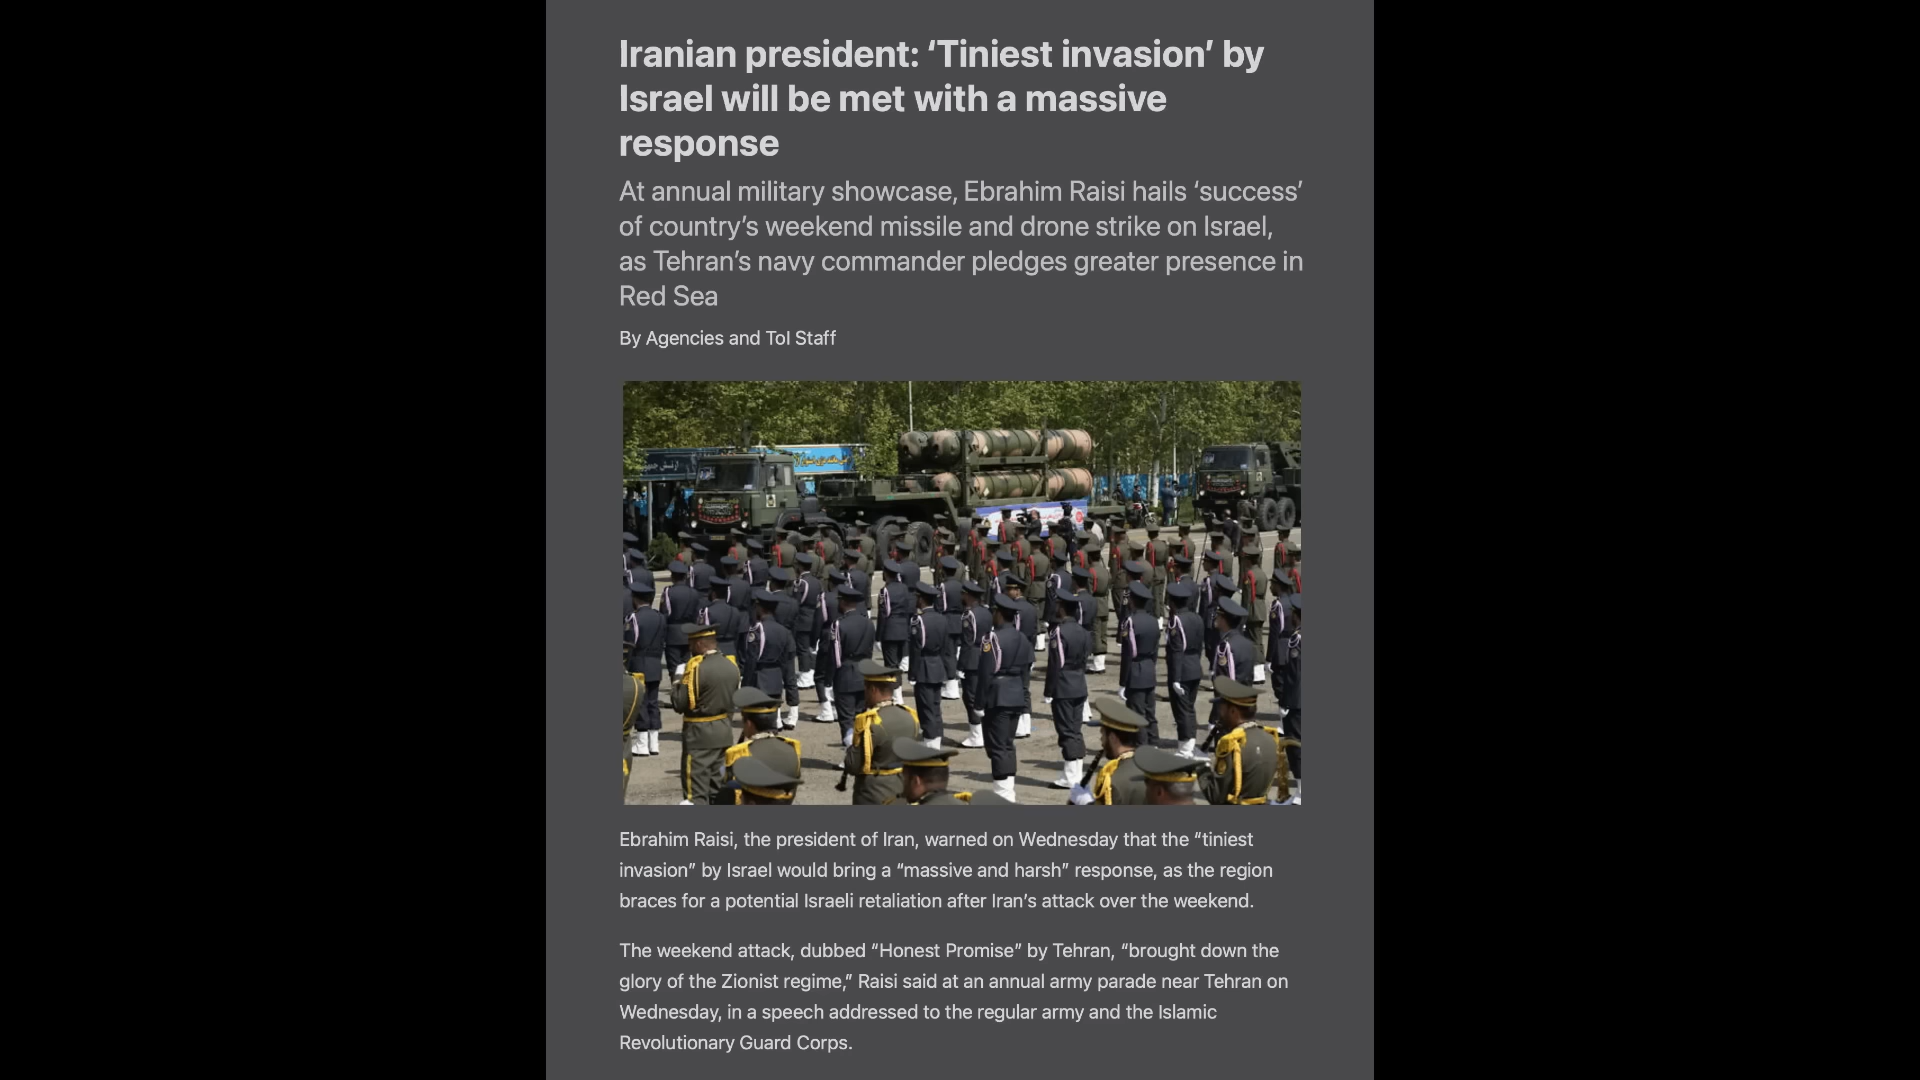 Iranian president: ‘Tiniest invasion’ by
Israel will be met with a massive
response
At annual military showcase, Ebrahim Raisi hails ‘success’
of country’s weekend missile and drone strike on Israel,
as Tehran’s navy commander pledges greater presence in
Red Sea
By Agencies and ToI Staff
Ebrahim Raisi, the president of Iran, warned on Wednesday that the “tiniest
invasion” by Israel would bring a “massive and harsh” response, as the region
braces for a potential Israeli retaliation after Iran’s attack over the weekend.
The weekend attack, dubbed “Honest Promise” by Tehran, “brought down the
glory of the Zionist regime,” Raisi said at an annual army parade near Tehran on
Wednesday, in a speech addressed to the regular army and the Islamic
Revolutionary Guard Corps.